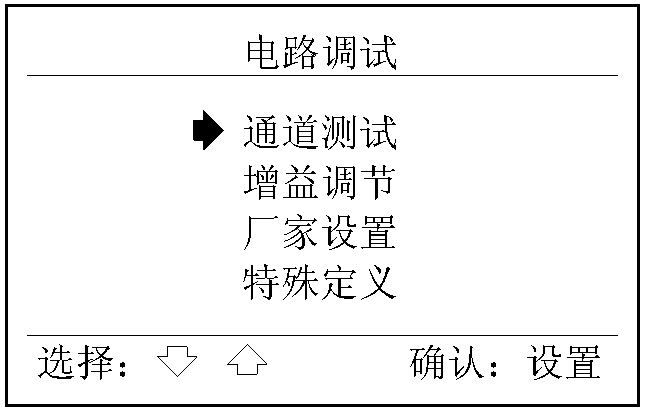 电路调试
通道测试
增益调节
厂家设置
特殊定义
选择： 确认：设置